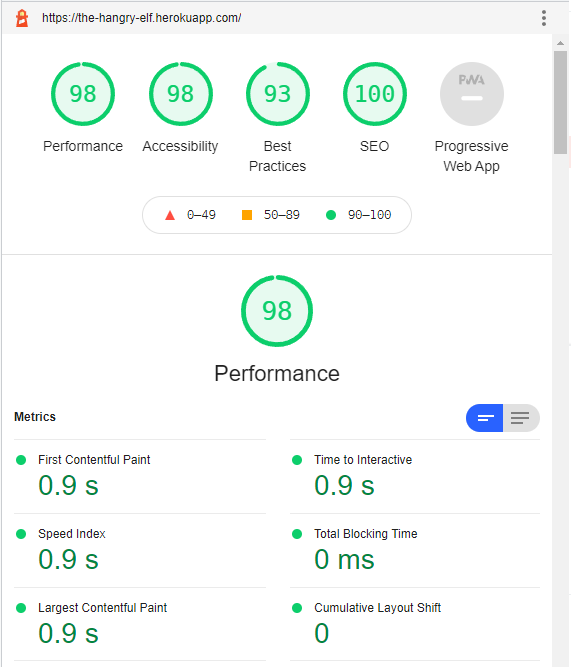 https://the-hangry-elf.herokuapp.com/
98 98 93 100 PWA
Performance Accessibility Best Practices SEO Progressive Web App
0–49 50–89 90–100
98
Performance
Metrics
First Contentful Paint
0.9 s
Time to Interactive
0.9 s
Speed Index
0.9 s
Total Blocking Time
0 ms
Largest Contentful Paint
0.9 s
Cumulative Layout Shift
0